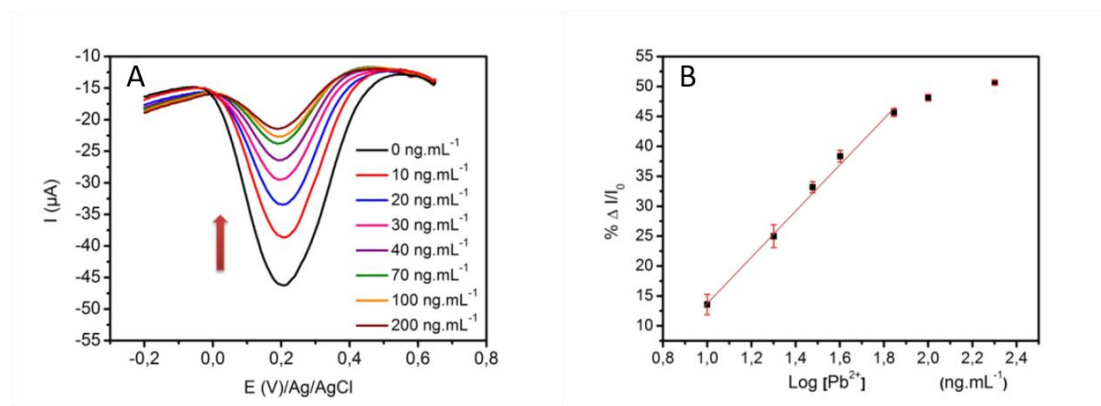 A
-10
-15
-20
-25
-30
-35
-40
-45
-50
-55
I (µA)
-0,2
0,0
0,2
0,4
0,6
0,8
E (V)/Ag/AgCl
0 ng.mL⁻¹
10 ng.mL⁻¹
20 ng.mL⁻¹
30 ng.mL⁻¹
40 ng.mL⁻¹
70 ng.mL⁻¹
100 ng.mL⁻¹
200 ng.mL⁻¹
B
55
50
45
40
35
30
25
20
15
10
% Δ I/I₀
0,8
1,0
1,2
1,4
1,6
1,8
2,0
2,2
2,4
Log [Pb²⁺] (ng.mL⁻¹)